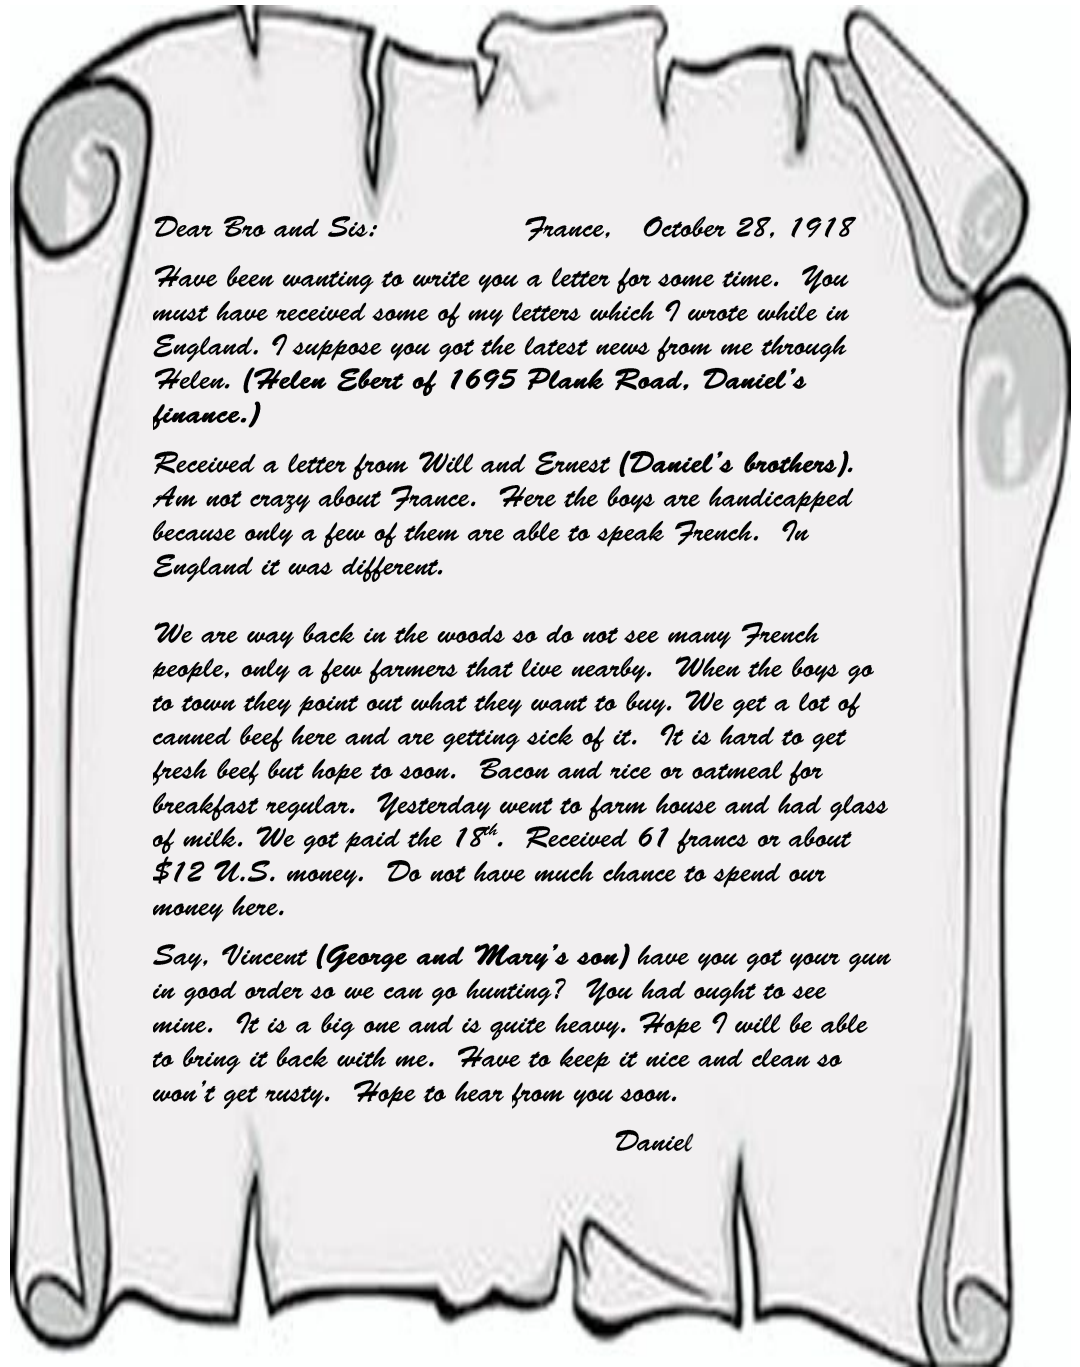 Dear Bro and Sis: France, October 28, 1918
Have been wanting to write you a letter for some time. You
must have received some of my letters which I wrote while in
England. I suppose you got the latest news from me through
Helen. (Helen Ebert of 1695 Plank Road, Daniel's
finance.)
Received a letter from Will and Ernest (Daniel's brothers).
Am not crazy about France. Here the boys are handicapped
because only a few of them are able to speak French. In
England it was different.
We are way back in the woods so do not see many French
people, only a few farmers that live nearby. When the boys go
to town they point out what they want to buy. We get a lot of
canned beef here and are getting sick of it. It is hard to get
fresh beef but hope to soon. Bacon and rice or oatmeal for
breakfast regular. Yesterday went to farm house and had glass
of milk. We got paid the 18th. Received 61 francs or about
$12 U.S. money. Do not have much chance to spend our
money here.
Say, Vincent (George and Mary's son) have you got your gun
in good order so we can go hunting? You had ought to see
mine. It is a big one and is quite heavy. Hope I will be able
to bring it back with me. Have to keep it nice and clean so
won't get rusty. Hope to hear from you soon.
Daniel